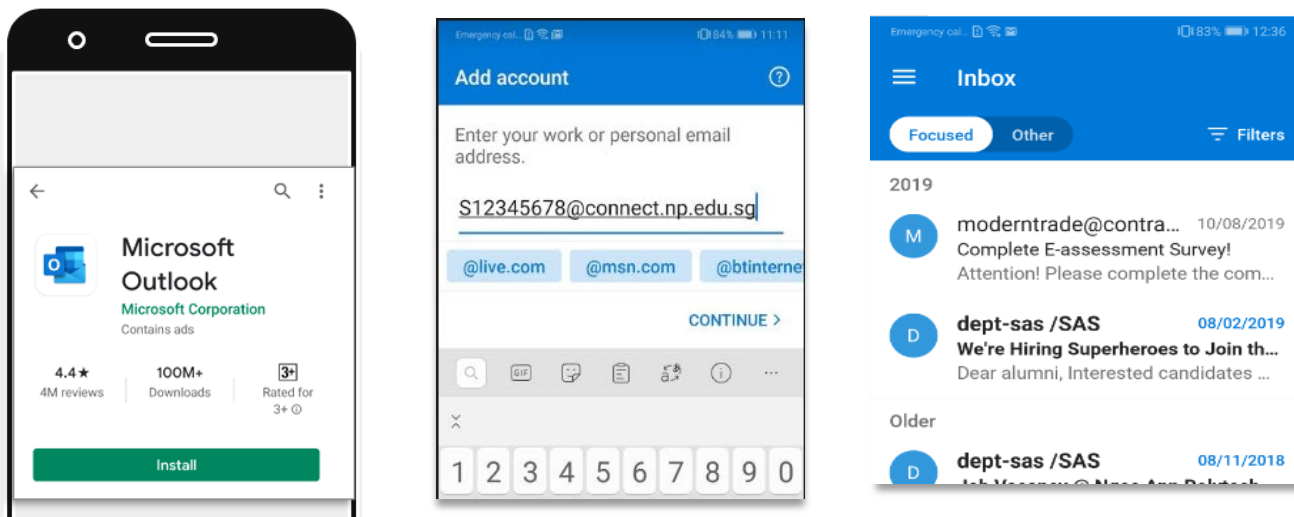 Microsoft
Outlook
Microsoft Corporation
Contains ads
4.4★
4M reviews
100M+
Downloads
3+
Rated for
3+
Install
Emergency cal... 84% 11:11
Add account
Enter your work or personal email
address.
S12345678@connect.np.edu.sg
@live.com @msn.com @btinterne
CONTINUE >
GIF
1 2 3 4 5 6 7 8 9 0
Emergency cal... 83% 12:36
Inbox
Focused Other Filters
2019
M
moderntrade@contra... 10/08/2019
Complete E-assessment Survey!
Attention! Please complete the com...
D
dept-sas /SAS 08/02/2019
We're Hiring Superheroes to Join th...
Dear alumni, Interested candidates ...
Older
D
dept-sas /SAS 08/11/2018